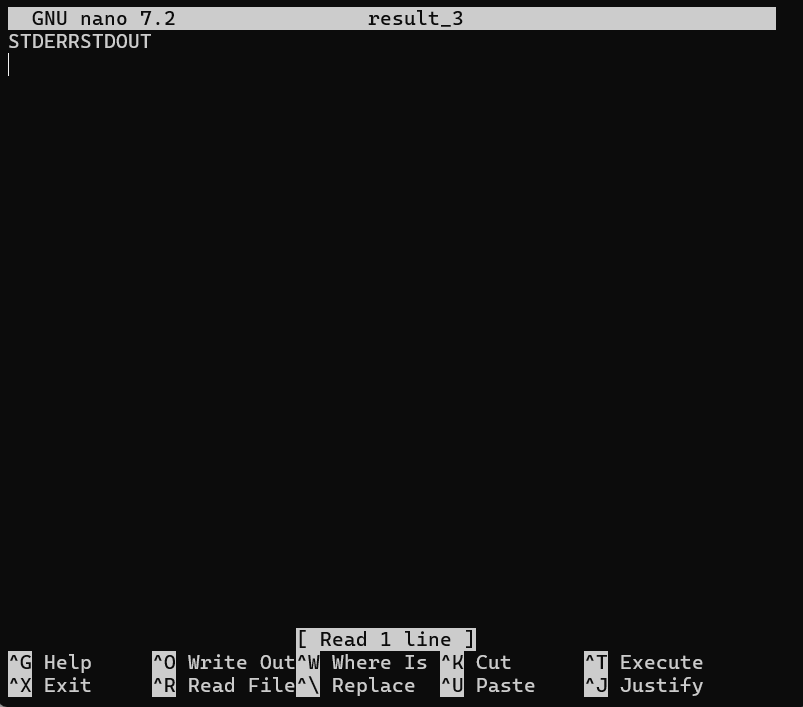 GNU nano 7.2 result_3
STDERRSTDOUT
[ Read 1 line ]
^G Help ^O Write Out^W Where Is ^K Cut ^T Execute
^X Exit ^R Read File^\ Replace ^U Paste ^J Justify